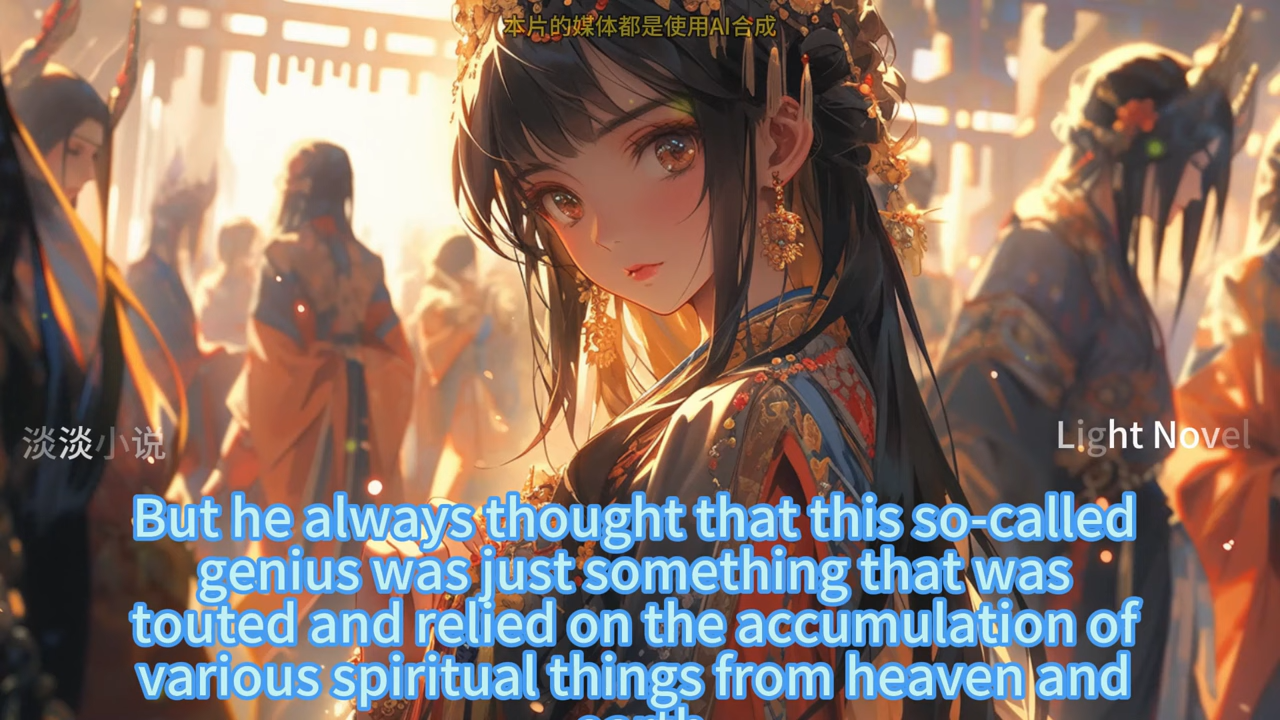 本片的媒体都是使用AI合成
淡淡小说
Light Novel
But he always thought that this so-called
genius was just something that was
touted and relied on the accumulation of
various spiritual things from heaven and